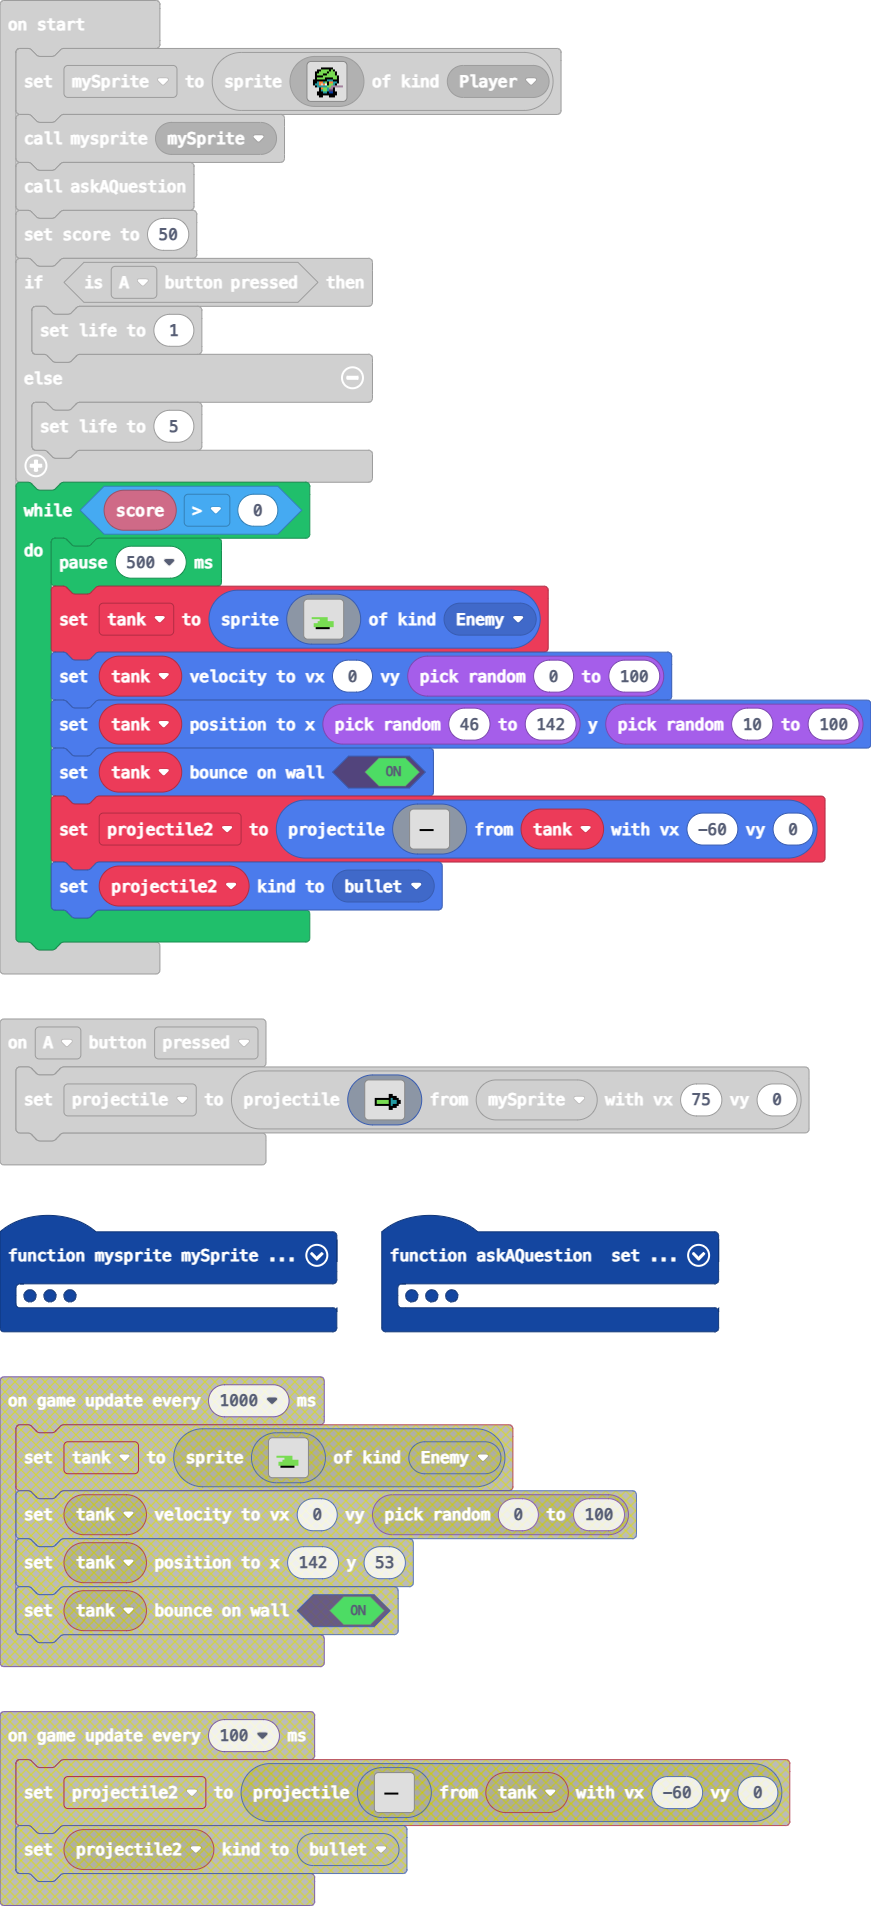 on start
set mySprite to sprite of kind Player
call mysprite mySprite
call askAQuestion
set score to 50
if is A button pressed then
set life to 1
else
set life to 5
while score > 0
do
pause 500 ms
set tank to sprite of kind Enemy
set tank velocity to vx 0 vy pick random 0 to 100
set tank position to x pick random 46 to 142 y pick random 10 to 100
set tank bounce on wall ON
set projectile2 to projectile from tank with vx -60 vy 0
set projectile2 kind to bullet
on A button pressed
set projectile to projectile from mySprite with vx 75 vy 0
function mysprite mySprite ...
function askAQuestion set ...
on game update every 1000 ms
set tank to sprite of kind Enemy
set tank velocity to vx 0 vy pick random 0 to 100
set tank position to x 142 y 53
set tank bounce on wall ON
on game update every 100 ms
set projectile2 to projectile from tank with vx -60 vy 0
set projectile2 kind to bullet